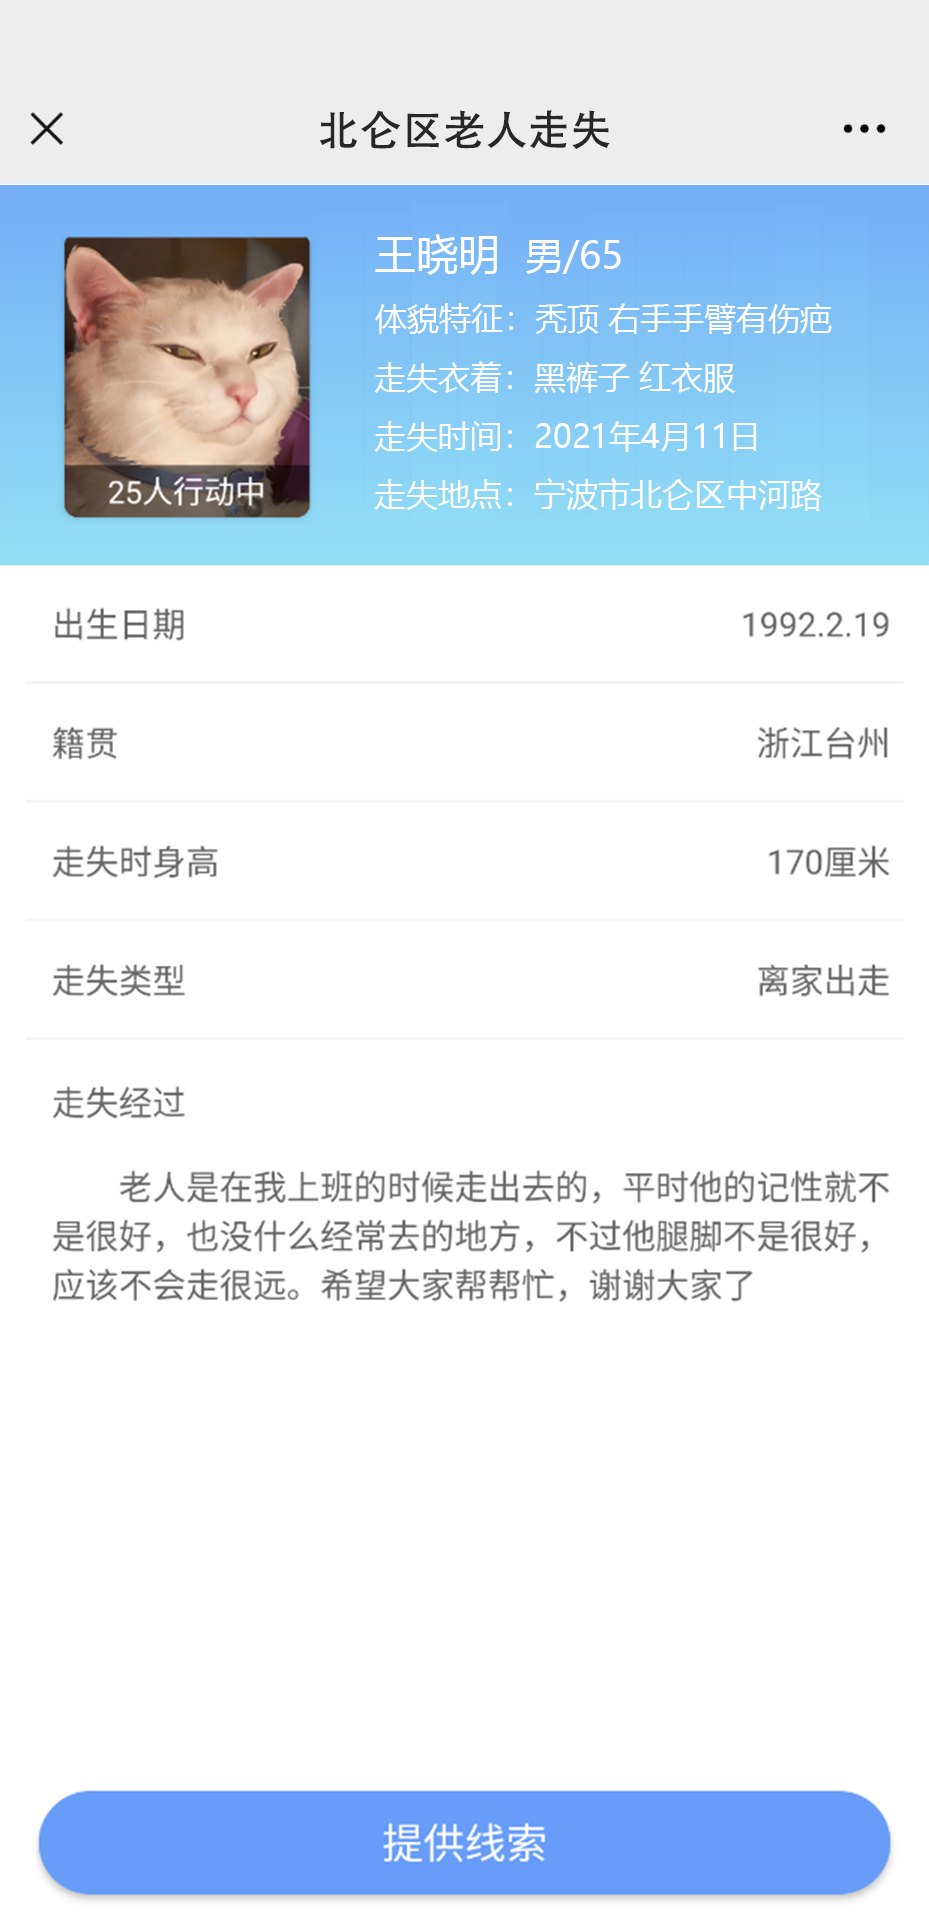 北仑区老人走失
王晓明 男/65
体貌特征：秃顶 右手手臂有伤疤
走失衣着：黑裤子 红衣服
走失时间：2021年4月11日
走失地点：宁波市北仑区中河路
25人行动中
出生日期 1992.2.19
籍贯 浙江台州
走失时身高 170厘米
走失类型 离家出走
走失经过
老人是在我上班的时候走出去的，平时他的记性就不
是很好，也没什么经常去的地方，不过他腿脚不是很好，
应该不会走很远。希望大家帮帮忙，谢谢大家了
提供线索